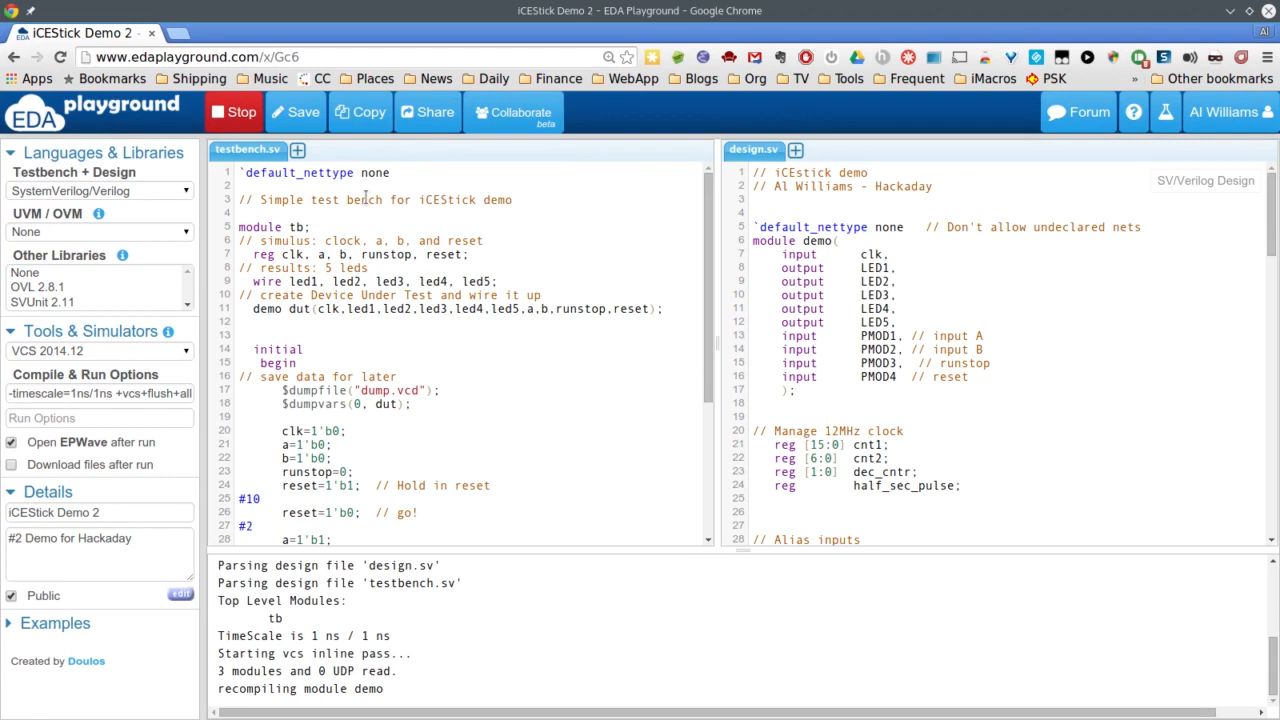 iCEStick Demo 2 - EDA Playground - Google Chrome
iCEStick Demo 2 -
Al
www.edaplayground.com/x/Gc6
Apps Bookmarks Shipping Music CC Places News Daily Finance WebApp Blogs Org TV Tools Frequent iMacros PSK » Other bookmarks
EDA playground
Stop Save Copy Share Collaborate beta Forum ? Al Williams
Languages & Libraries
Testbench + Design
SystemVerilog/Verilog
UVM / OVM
None
Other Libraries
None
OVL 2.8.1
SVUnit 2.11
Tools & Simulators
VCS 2014.12
Compile & Run Options
-timescale=1ns/1ns +vcs+flush+all
Run Options
Open EPWave after run
Download files after run
Details
iCEStick Demo 2
#2 Demo for Hackaday
Public edit
Examples
Created by Doulos
testbench.sv +
1 `default_nettype none
2
3 // Simple test bench for iCEStick demo
4
5 module tb;
6 // simulus: clock, a, b, and reset
7 reg clk, a, b, runstop, reset;
8 // results: 5 leds
9 wire led1, led2, led3, led4, led5;
10 // create Device Under Test and wire it up
11 demo dut(clk,led1,led2,led3,led4,led5,a,b,runstop,reset);
12
13
14 initial
15 begin
16 // save data for later
17 $dumpfile("dump.vcd");
18 $dumpvars(0, dut);
19
20 clk=1'b0;
21 a=1'b0;
22 b=1'b0;
23 runstop=0;
24 reset=1'b1; // Hold in reset
25 #10
26 reset=1'b0; // go!
27 #2
28 a=1'b1;
design.sv +
SV/Verilog Design
1 // iCEstick demo
2 // Al Williams - Hackaday
3
4
5 `default_nettype none // Don't allow undeclared nets
6 module demo(
7 input clk,
8 output LED1,
9 output LED2,
10 output LED3,
11 output LED4,
12 output LED5,
13 input PMOD1, // input A
14 input PMOD2, // input B
15 input PMOD3, // runstop
16 input PMOD4 // reset
17 );
18
19
20 // Manage 12MHz clock
21 reg [15:0] cnt1;
22 reg [6:0] cnt2;
23 reg [1:0] dec_cntr;
24 reg half_sec_pulse;
25
26
27
28 // Alias inputs
Parsing design file 'design.sv'
Parsing design file 'testbench.sv'
Top Level Modules:
tb
TimeScale is 1 ns / 1 ns
Starting vcs inline pass...
3 modules and 0 UDP read.
recompiling module demo